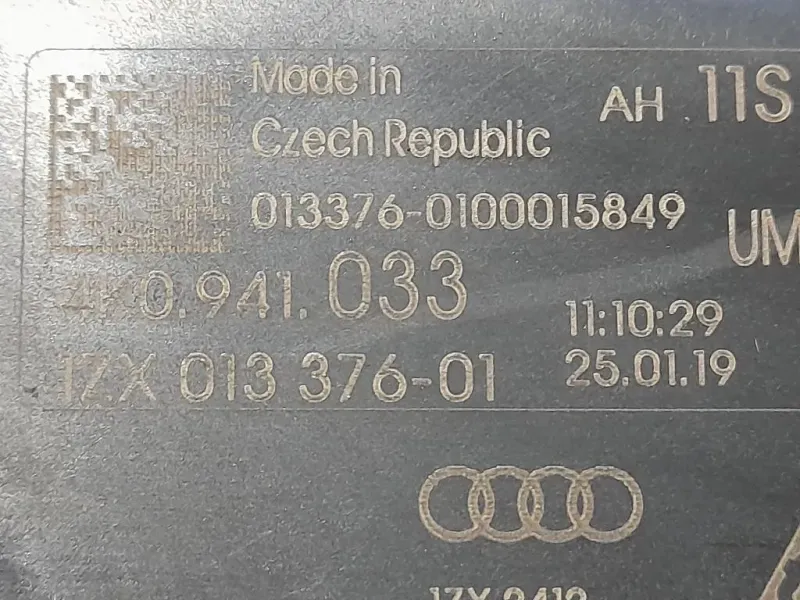 Made in
Czech Republic
AH 11S
013376-0100015849
UM
4K0.941.033
11:10:29
1ZX 013 376-01
25.01.19